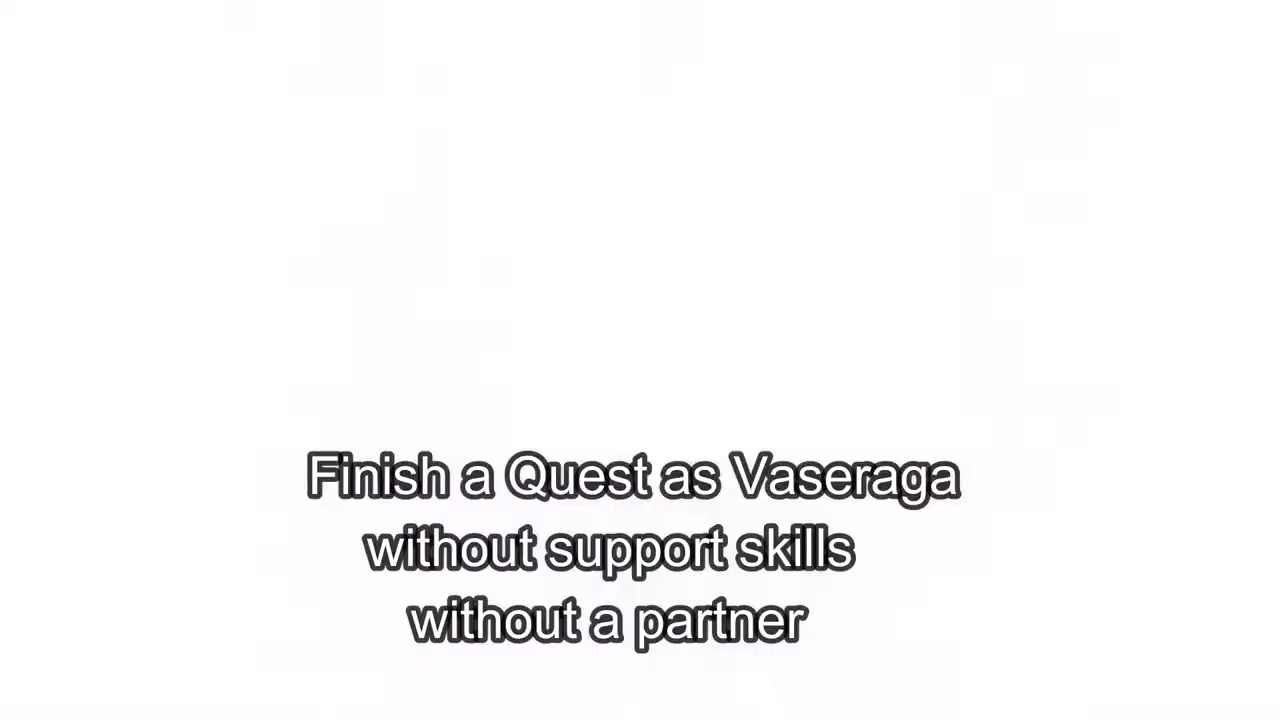 Finish a Quest as Vaseraga
without support skills
without a partner